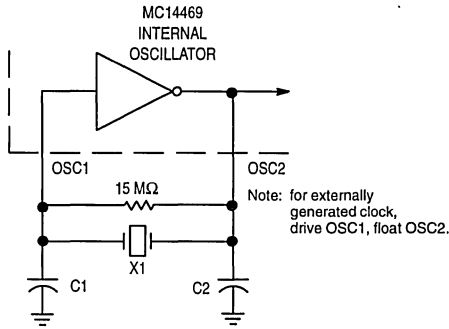 MC14469
INTERNAL
OSCILLATOR
OSC1
OSC2
15 MΩ
Note: for externally
generated clock,
drive OSC1, float OSC2.
X1
C1
C2